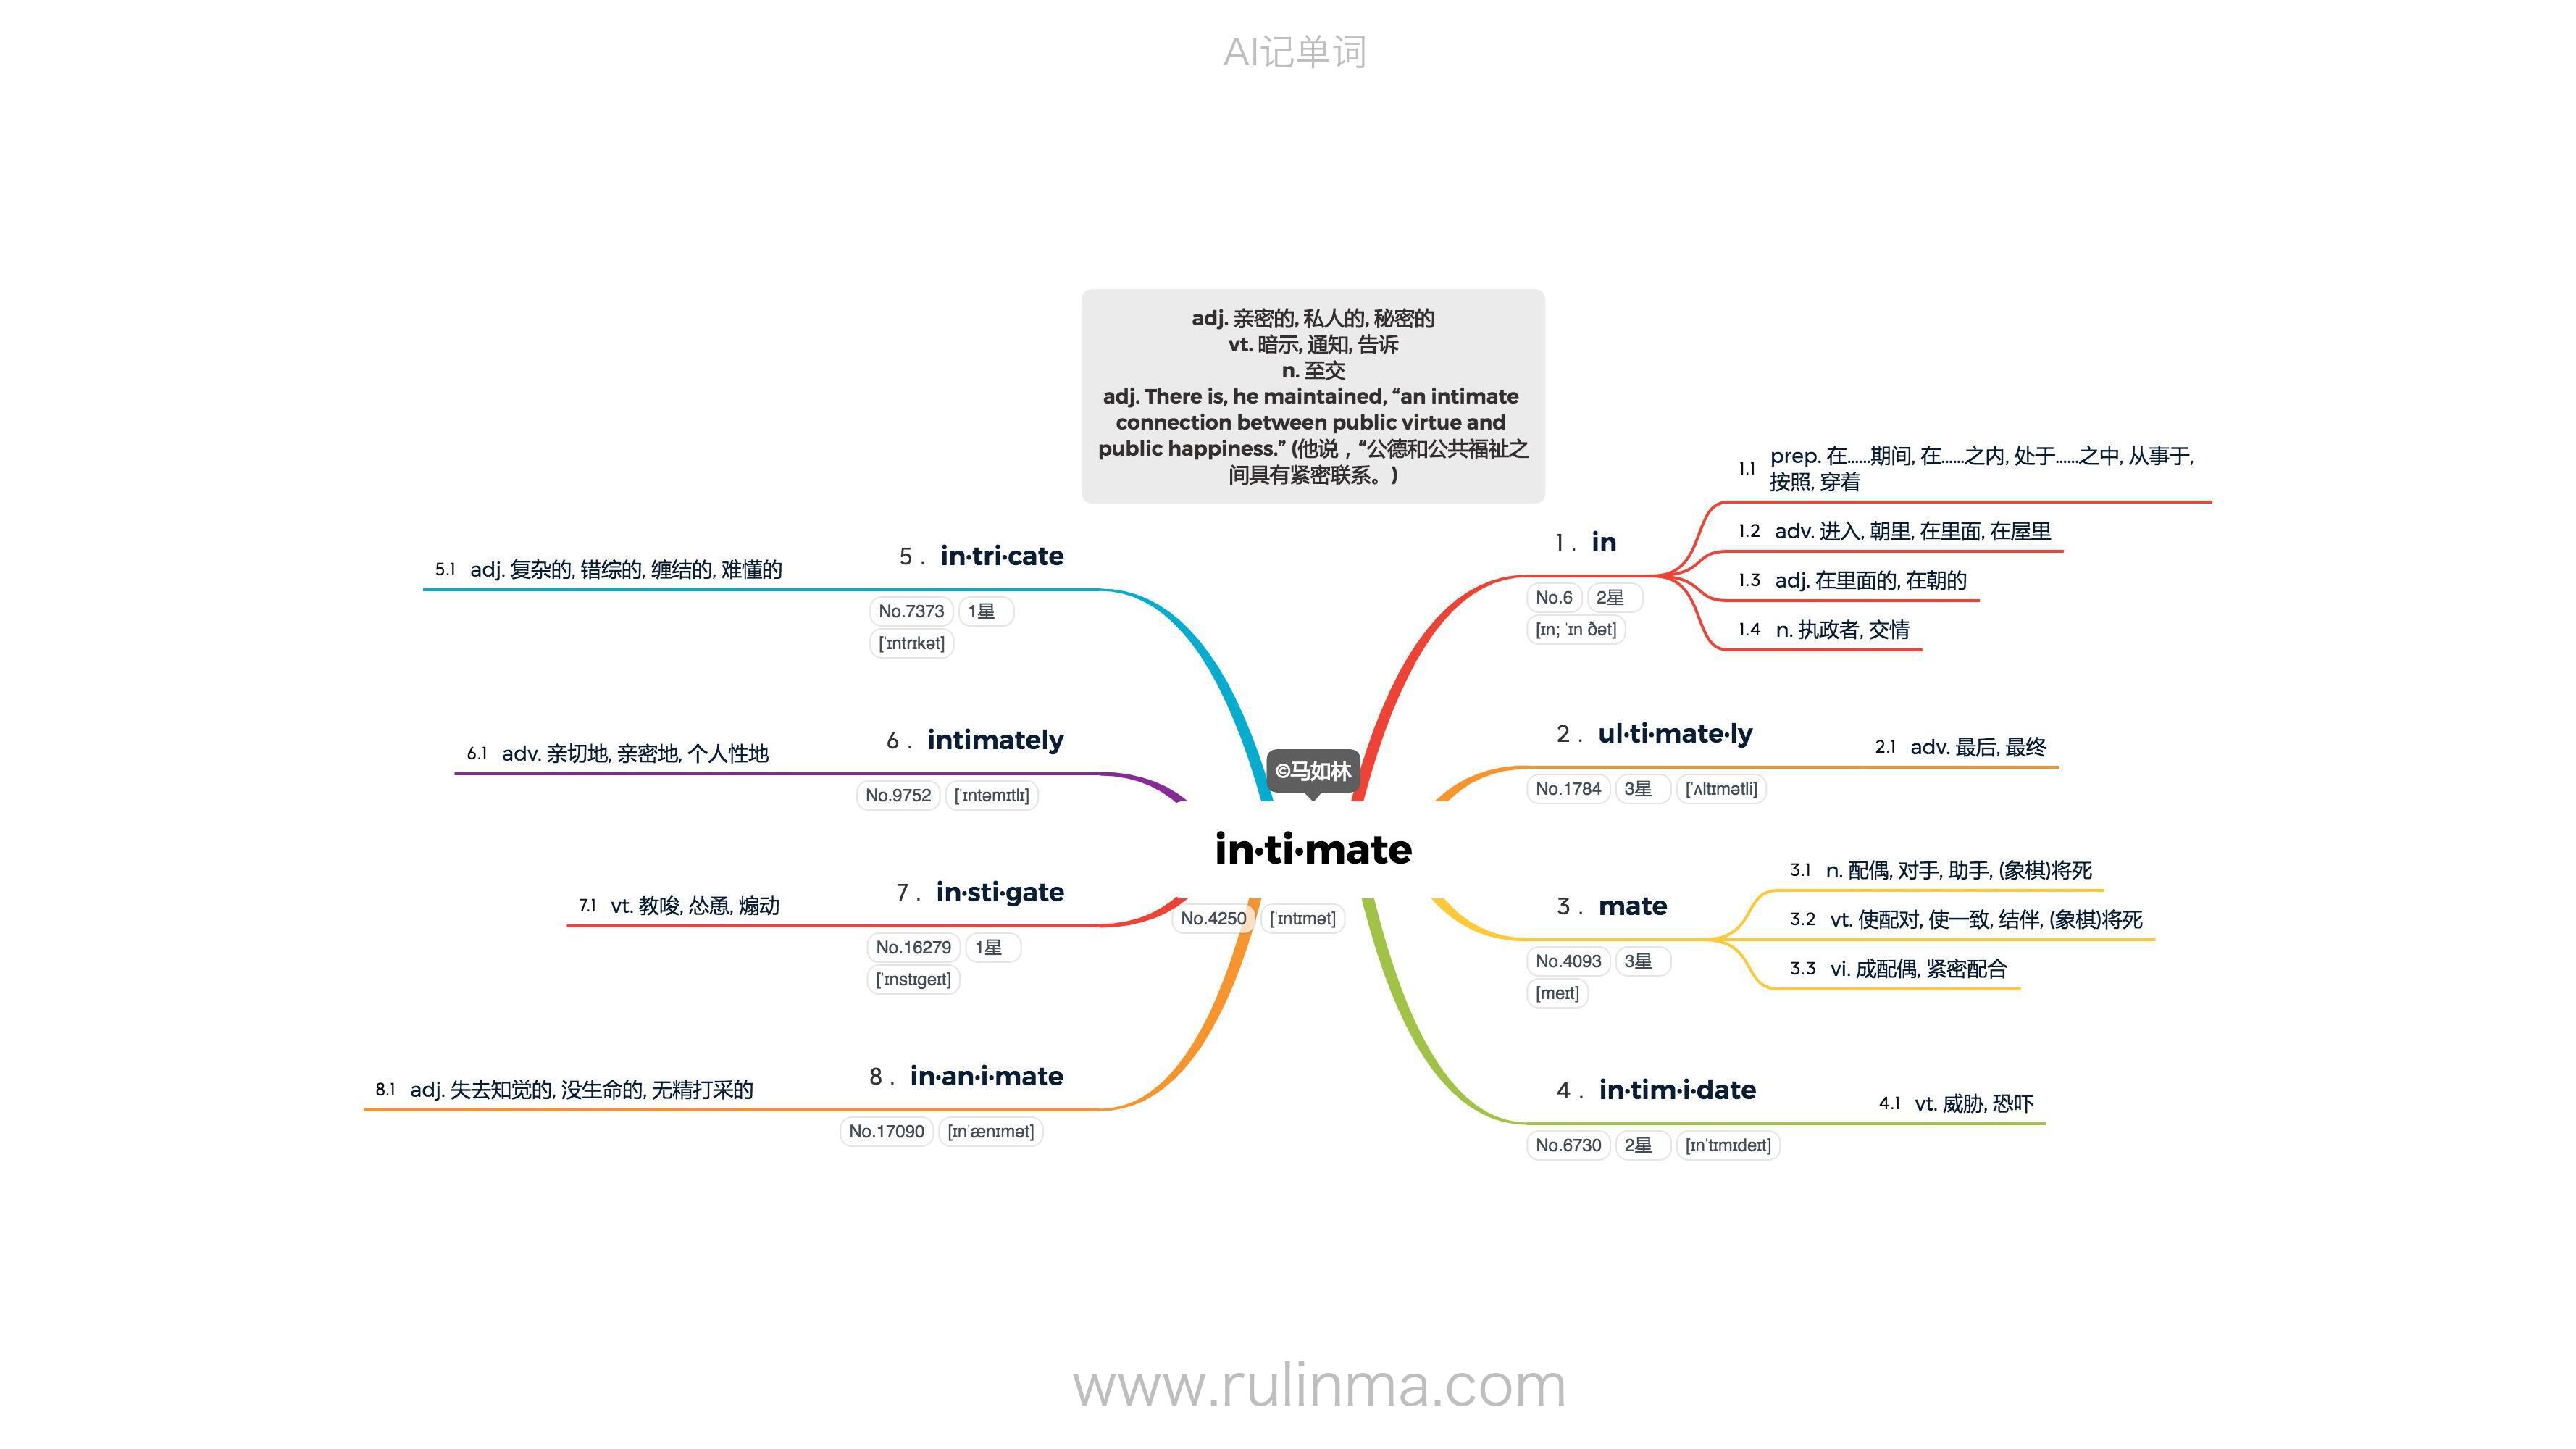 AI记单词
adj. 亲密的, 私人的, 秘密的
vt. 暗示, 通知, 告诉
n. 至交
adj. There is, he maintained, “an intimate
connection between public virtue and
public happiness.” (他说，“公德和公共福祉之
间具有紧密联系。)
©马如林
in·ti·mate
No.4250 [ˈɪntɪmət]
1 . in
No.6 2星
[ɪn; ˈɪn ðət]
1.1 prep. 在......期间, 在......之内, 处于......之中, 从事于,
按照, 穿着
1.2 adv. 进入, 朝里, 在里面, 在屋里
1.3 adj. 在里面的, 在朝的
1.4 n. 执政者, 交情
2 . ul·ti·mate·ly
No.1784 3星 [ˈʌltɪmətli]
2.1 adv. 最后, 最终
3 . mate
No.4093 3星
[meɪt]
3.1 n. 配偶, 对手, 助手, (象棋)将死
3.2 vt. 使配对, 使一致, 结伴, (象棋)将死
3.3 vi. 成配偶, 紧密配合
4 . in·tim·i·date
No.6730 2星 [ɪnˈtɪmɪdeɪt]
4.1 vt. 威胁, 恐吓
5 . in·tri·cate
No.7373 1星
[ˈɪntrɪkət]
5.1 adj. 复杂的, 错综的, 缠结的, 难懂的
6 . intimately
No.9752 [ˈɪntəmɪtlɪ]
6.1 adv. 亲切地, 亲密地, 个人性地
7 . in·sti·gate
No.16279 1星
[ˈɪnstɪgeɪt]
7.1 vt. 教唆, 怂恿, 煽动
8 . in·an·i·mate
No.17090 [ɪnˈænɪmət]
8.1 adj. 失去知觉的, 没生命的, 无精打采的
www.rulinma.com